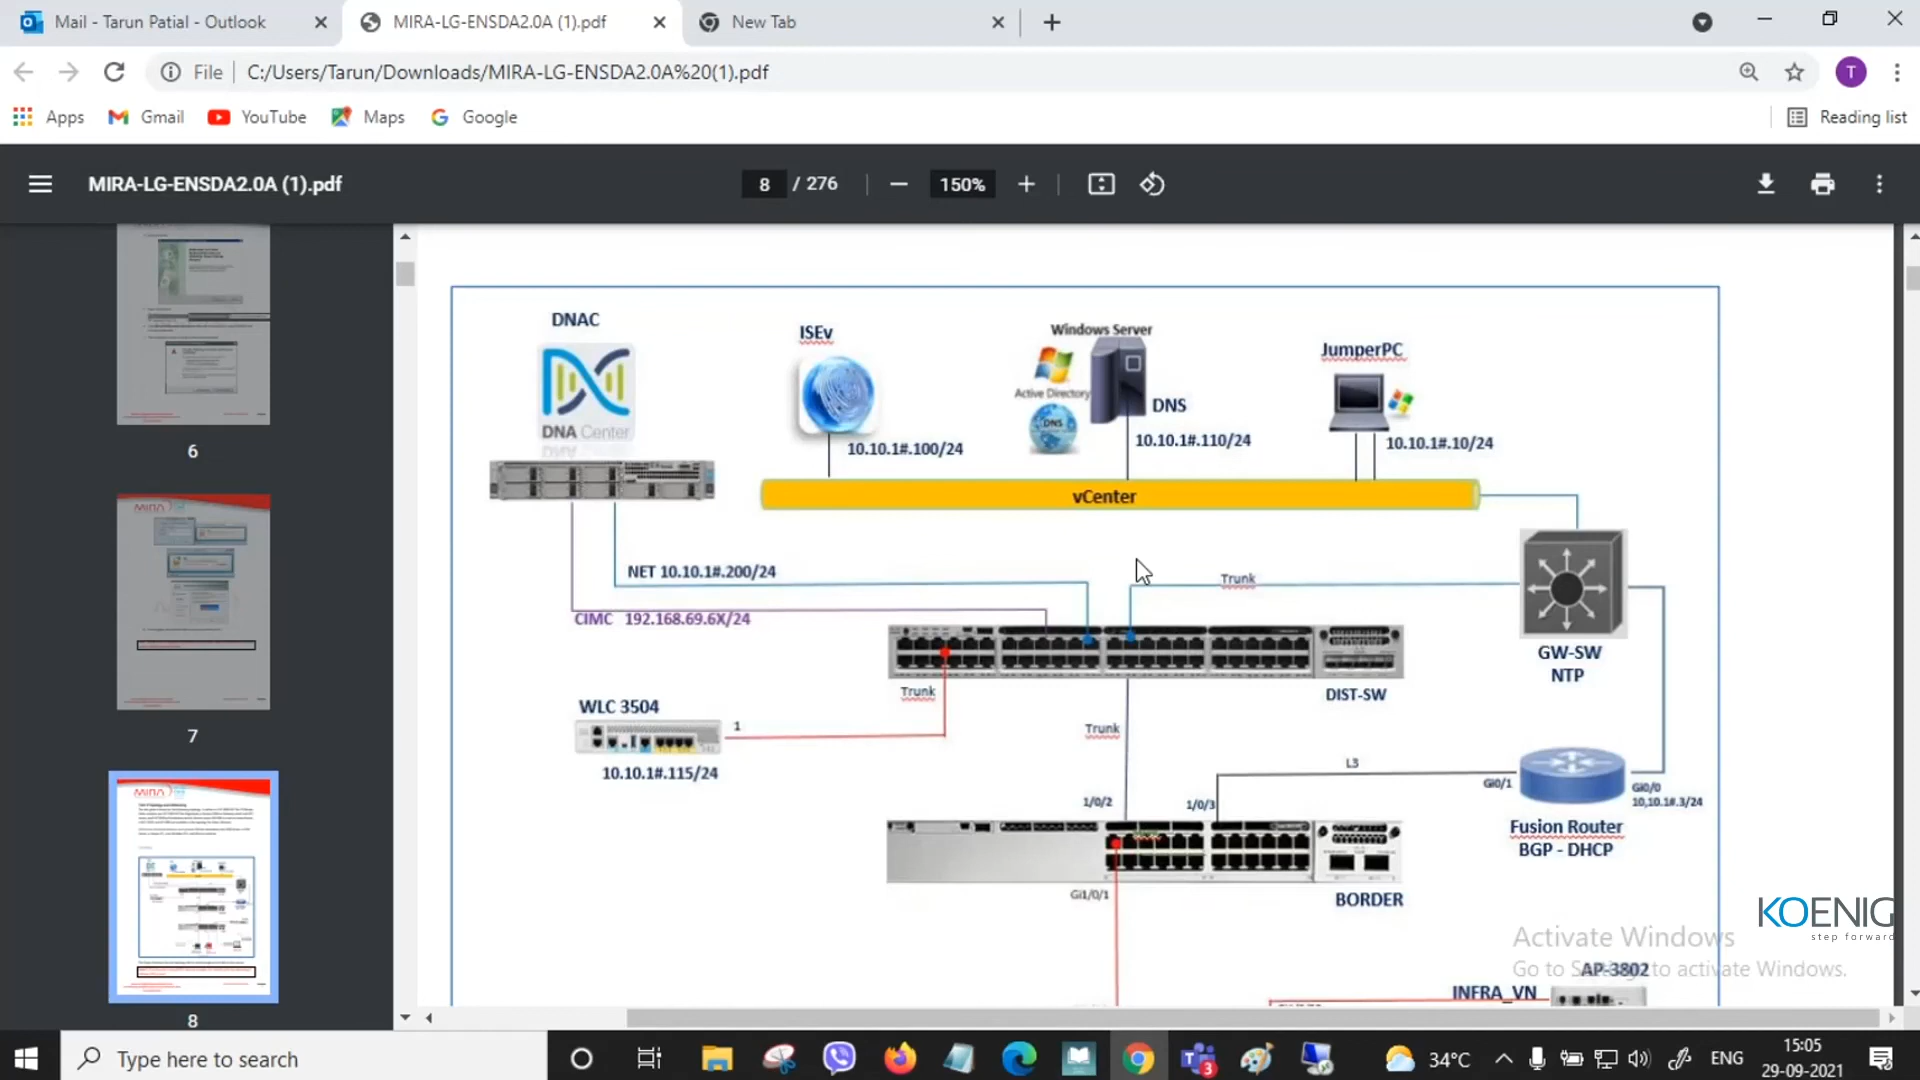 Mail - Tarun Patial - Outlook
MIRA-LG-ENSDA2.0A (1).pdf
New Tab
File
C:/Users/Tarun/Downloads/MIRA-LG-ENSDA2.0A%20(1).pdf
T
Apps
Gmail
YouTube
Maps
Google
Reading list
MIRA-LG-ENSDA2.0A (1).pdf
8 / 276
150%
6
7
8
DNAC
DNA Center
ISEv
10.10.1#.100/24
Windows Server
Active Directory
DNS
DNS
10.10.1#.110/24
JumperPC
10.10.1#.10/24
vCenter
NET 10.10.1#.200/24
CIMC 192.168.69.6X/24
Trunk
GW-SW
NTP
Trunk
DIST-SW
WLC 3504
1
10.10.1#.115/24
Trunk
L3
1/0/2
1/0/3
Gi0/1
Gi0/0
10,10.1#.3/24
Fusion Router
BGP - DHCP
Gi1/0/1
BORDER
KOENIG
step forward
Activate Windows
Go to Settings to activate Windows.
AP-3802
INFRA_VN
Type here to search
3
34°C
ENG
15:05
29-09-2021